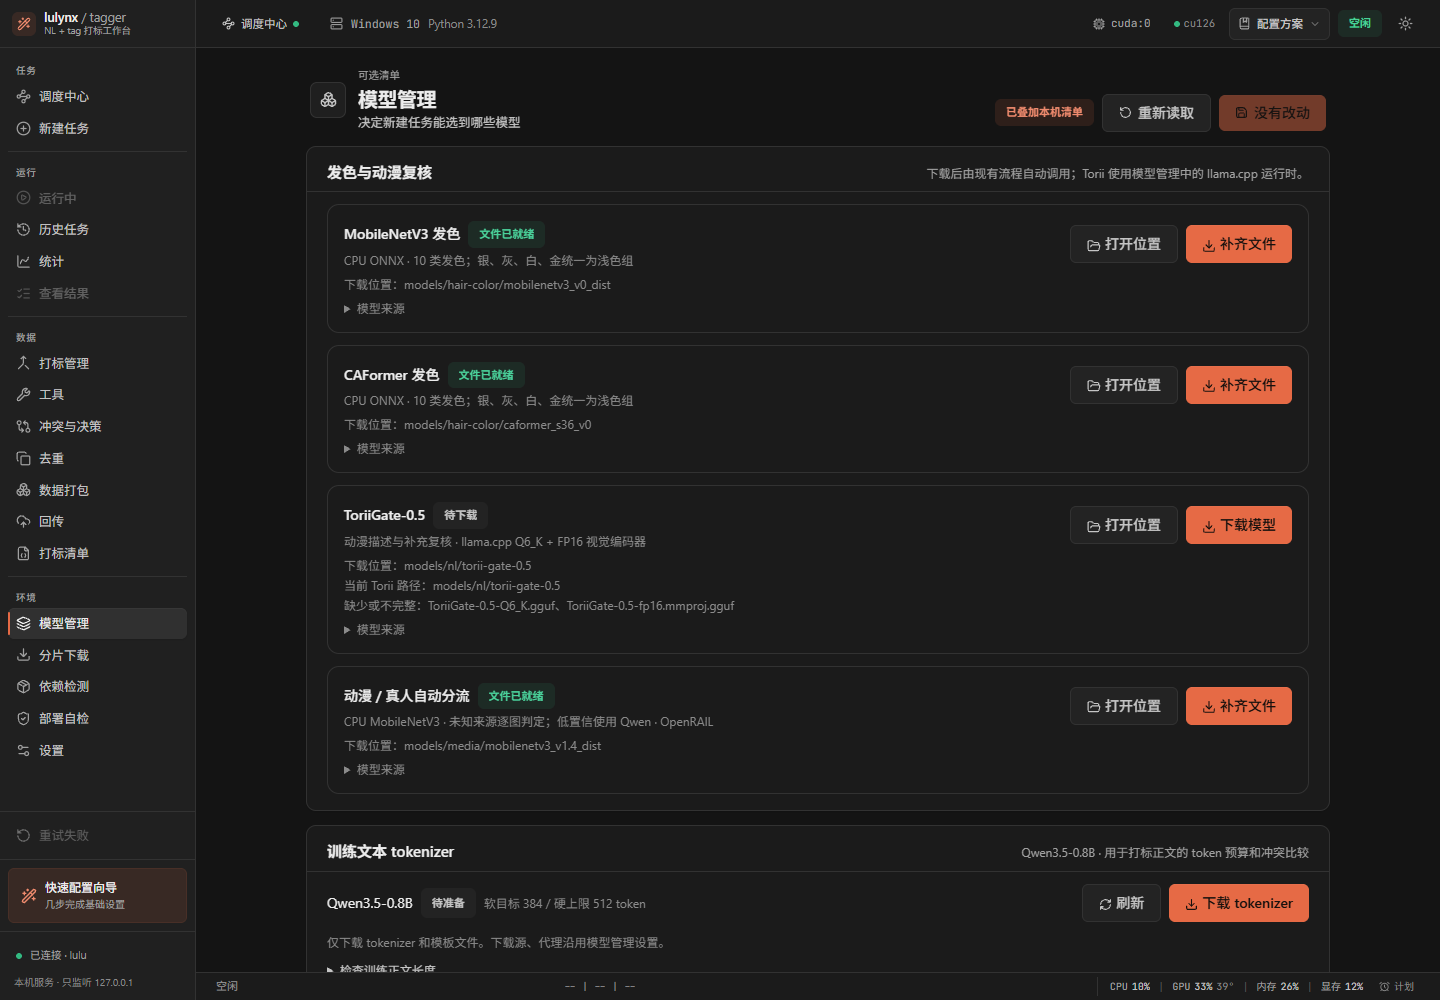 lulynx / tagger
NL + tag 打标工作台
任务
调度中心
新建任务
运行
运行中
历史任务
统计
查看结果
数据
打标管理
工具
冲突与决策
去重
数据打包
回传
打标清单
环境
模型管理
分片下载
依赖检测
部署自检
设置
重试失败
快速配置向导
几步完成基础设置
已连接 · lulu
本机服务 · 只监听 127.0.0.1
调度中心
Windows 10 Python 3.12.9
cuda:0
cu126
配置方案
空闲
可选清单
模型管理
决定新建任务能选到哪些模型
已叠加本机清单
重新读取
没有改动
发色与动漫复核
下载后由现有流程自动调用；Torii 使用模型管理中的 llama.cpp 运行时。
MobileNetV3 发色 文件已就绪
CPU ONNX · 10 类发色；银、灰、白、金统一为浅色组
下载位置：models/hair-color/mobilenetv3_v0_dist
模型来源
打开位置
补齐文件
CAFormer 发色 文件已就绪
CPU ONNX · 10 类发色；银、灰、白、金统一为浅色组
下载位置：models/hair-color/caformer_s36_v0
模型来源
打开位置
补齐文件
ToriiGate-0.5 待下载
动漫描述与补充复核 · llama.cpp Q6_K + FP16 视觉编码器
下载位置：models/nl/torii-gate-0.5
当前 Torii 路径：models/nl/torii-gate-0.5
缺少或不完整：ToriiGate-0.5-Q6_K.gguf、ToriiGate-0.5-fp16.mmproj.gguf
模型来源
打开位置
下载模型
动漫 / 真人自动分流 文件已就绪
CPU MobileNetV3 · 未知来源逐图判定；低置信使用 Qwen · OpenRAIL
下载位置：models/media/mobilenetv3_v1.4_dist
模型来源
打开位置
补齐文件
训练文本 tokenizer
Qwen3.5-0.8B · 用于打标正文的 token 预算和冲突比较
Qwen3.5-0.8B 待准备 软目标 384 / 硬上限 512 token
刷新
下载 tokenizer
仅下载 tokenizer 和模板文件。下载源、代理沿用模型管理设置。
检查训练正文长度
空闲
-- | -- | --
CPU 10% | GPU 33% 39° | 内存 26% | 显存 12%
计划